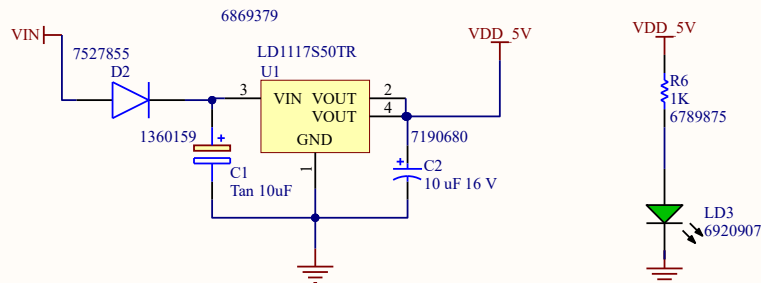 6869379
VIN
7527855
D2
LD1117S50TR
U1
3
VIN
VOUT
2
VOUT
4
GND
1
1360159
C1
Tan 10uF
7190680
C2
10 uF 16 V
VDD_5V
VDD_5V
R6
1K
6789875
LD3
6920907